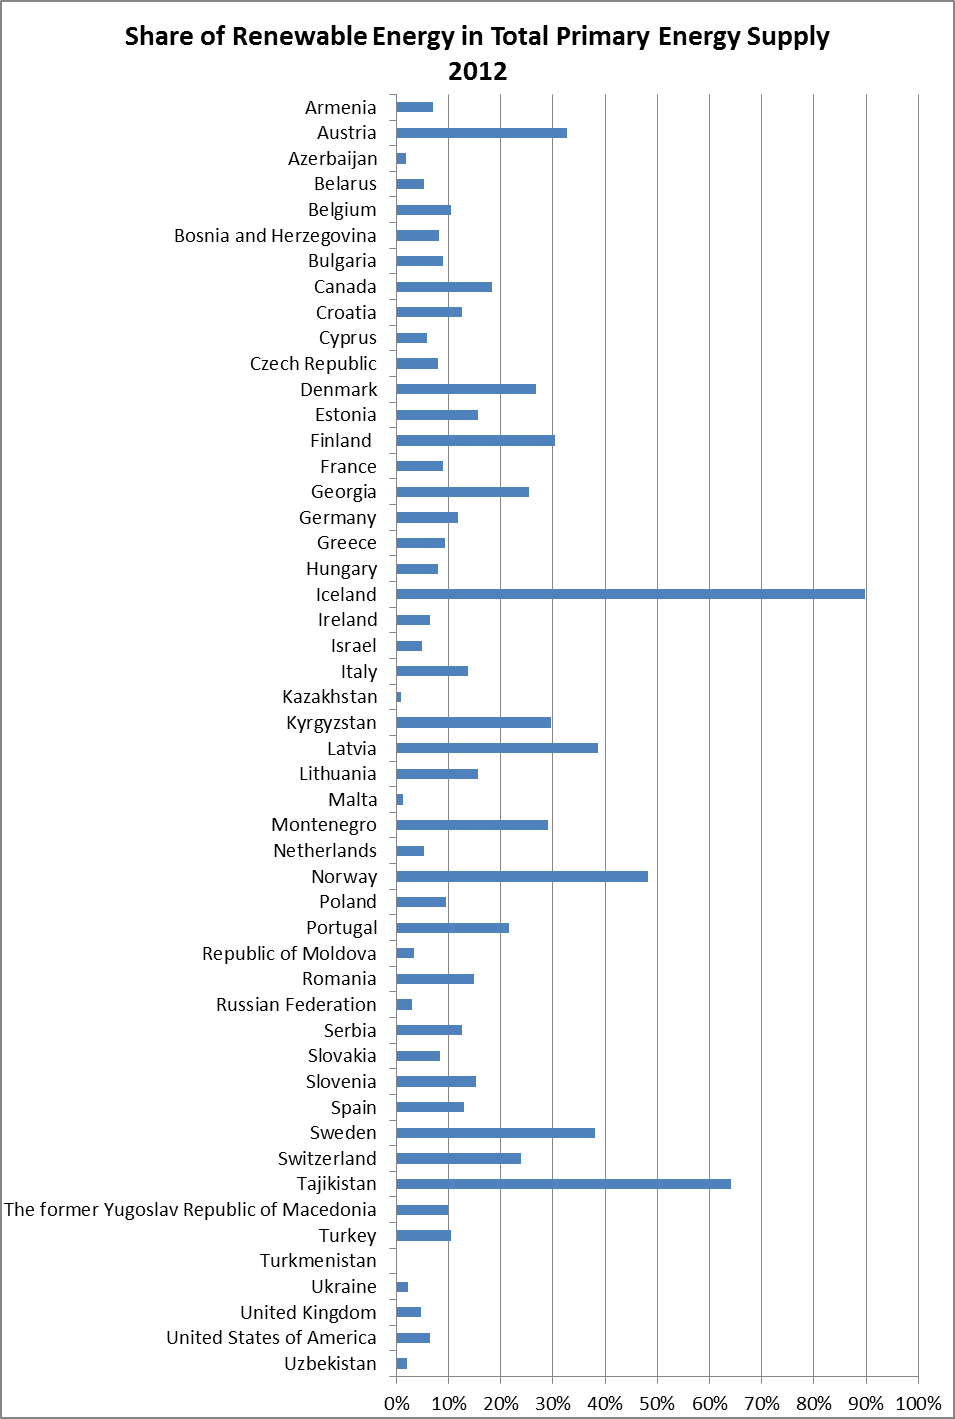 Share of Renewable Energy in Total Primary Energy Supply
2012
Armenia
Austria
Azerbaijan
Belarus
Belgium
Bosnia and Herzegovina
Bulgaria
Canada
Croatia
Cyprus
Czech Republic
Denmark
Estonia
Finland
France
Georgia
Germany
Greece
Hungary
Iceland
Ireland
Israel
Italy
Kazakhstan
Kyrgyzstan
Latvia
Lithuania
Malta
Montenegro
Netherlands
Norway
Poland
Portugal
Republic of Moldova
Romania
Russian Federation
Serbia
Slovakia
Slovenia
Spain
Sweden
Switzerland
Tajikistan
The former Yugoslav Republic of Macedonia
Turkey
Turkmenistan
Ukraine
United Kingdom
United States of America
Uzbekistan
0% 10% 20% 30% 40% 50% 60% 70% 80% 90% 100%